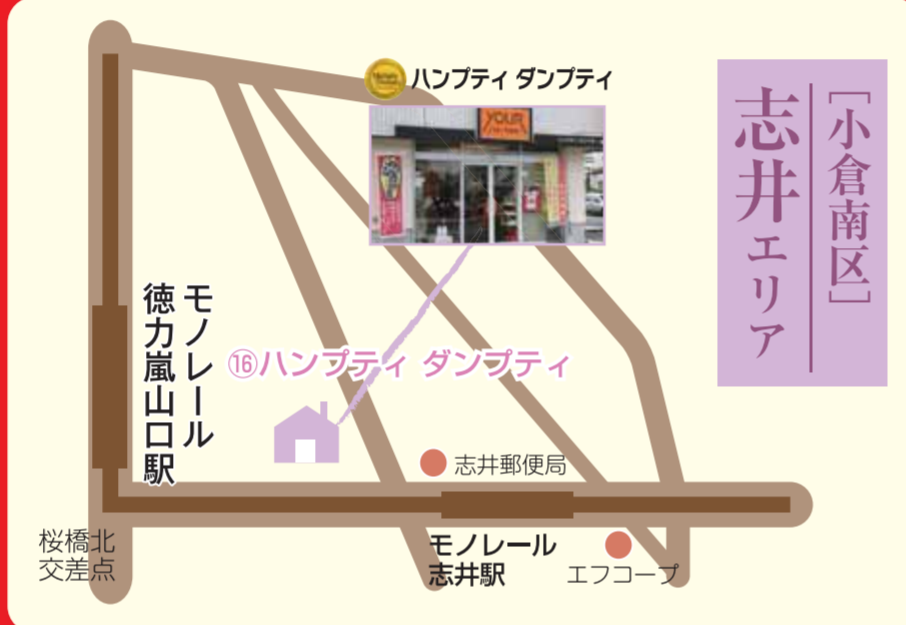 [小倉南区]
志井エリア
ハンプティ ダンプティ
YOUR
モノレール
徳力嵐山口駅
⑯ハンプティ ダンプティ
志井郵便局
桜橋北
交差点
モノレール
志井駅
エフコープ